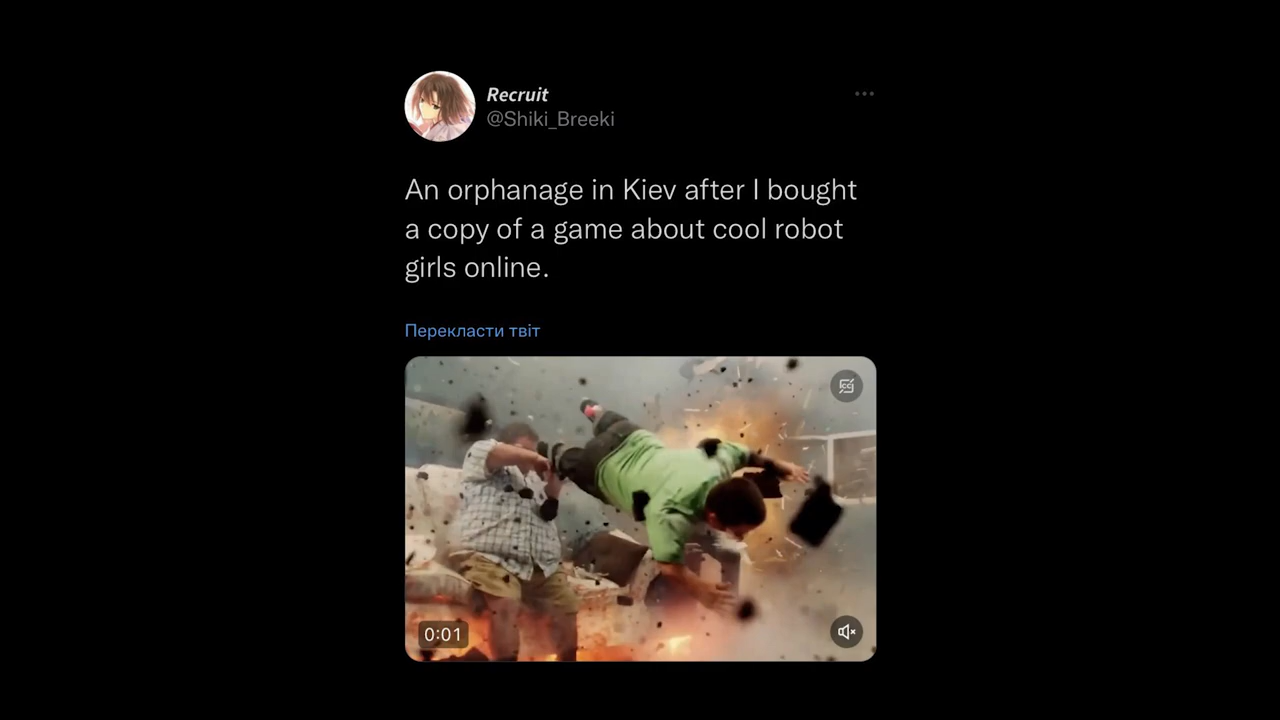 Recruit
@Shiki_Breeki
An orphanage in Kiev after I bought
a copy of a game about cool robot
girls online.
Перекласти твіт
CC
0:01